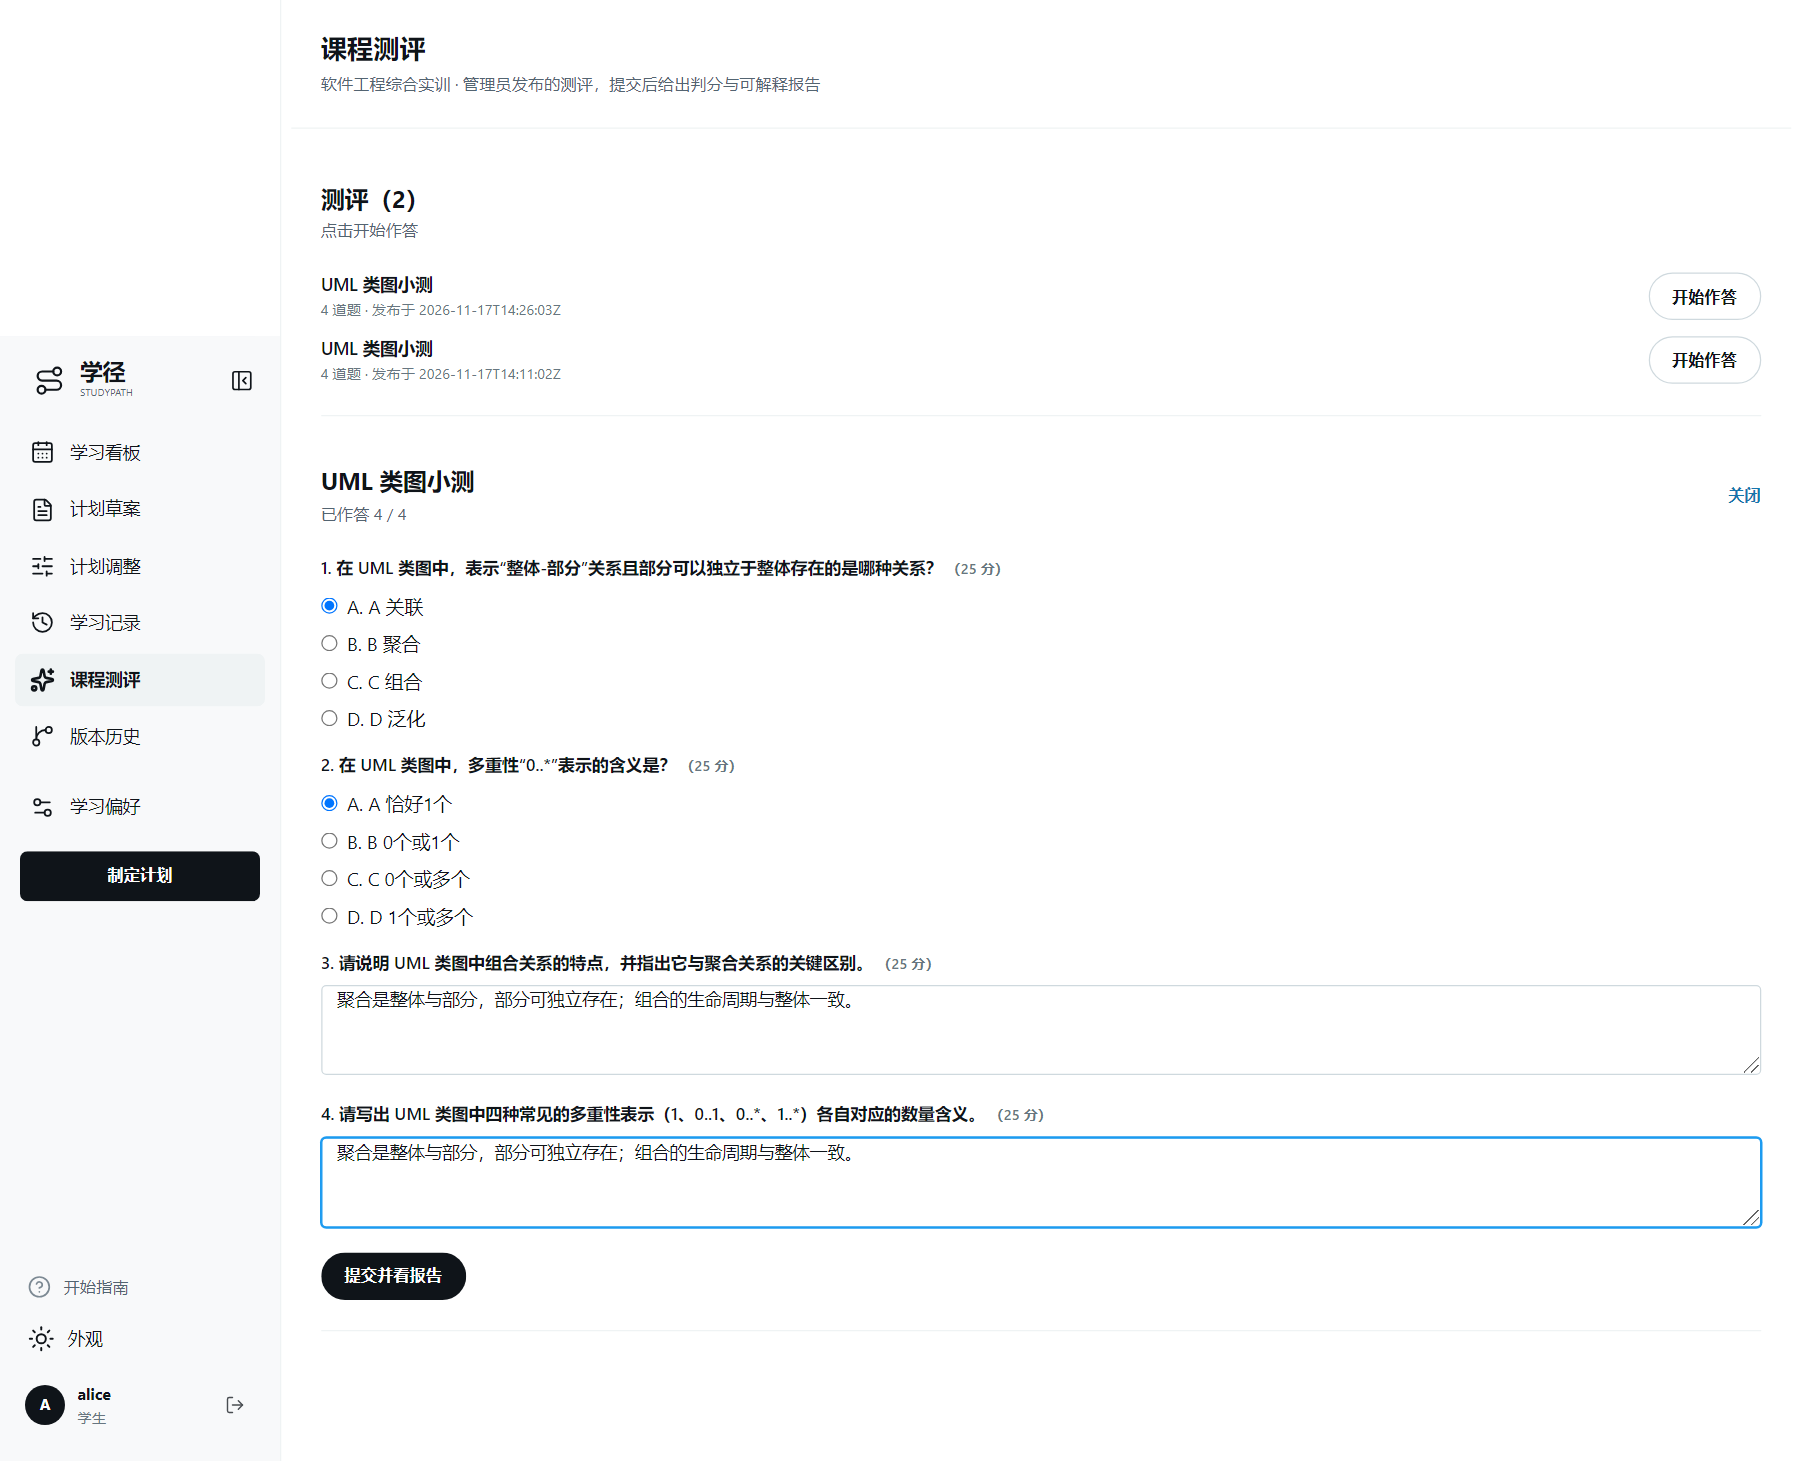 学径
STUDYPATH
学习看板
计划草案
计划调整
学习记录
课程测评
版本历史
学习偏好
制定计划
开始指南
外观
A
alice
学生
课程测评
软件工程综合实训 · 管理员发布的测评，提交后给出判分与可解释报告
测评（2）
点击开始作答
UML 类图小测
4 道题 · 发布于 2026-11-17T14:26:03Z
开始作答
UML 类图小测
4 道题 · 发布于 2026-11-17T14:11:02Z
开始作答
UML 类图小测
已作答 4 / 4
关闭
1. 在 UML 类图中，表示“整体-部分”关系且部分可以独立于整体存在的是哪种关系？ （25 分）
A. A 关联
B. B 聚合
C. C 组合
D. D 泛化
2. 在 UML 类图中，多重性“0..*”表示的含义是？ （25 分）
A. A 恰好1个
B. B 0个或1个
C. C 0个或多个
D. D 1个或多个
3. 请说明 UML 类图中组合关系的特点，并指出它与聚合关系的关键区别。 （25 分）
聚合是整体与部分，部分可独立存在；组合的生命周期与整体一致。
4. 请写出 UML 类图中四种常见的多重性表示（1、0..1、0..*、1..*）各自对应的数量含义。 （25 分）
聚合是整体与部分，部分可独立存在；组合的生命周期与整体一致。
提交并看报告